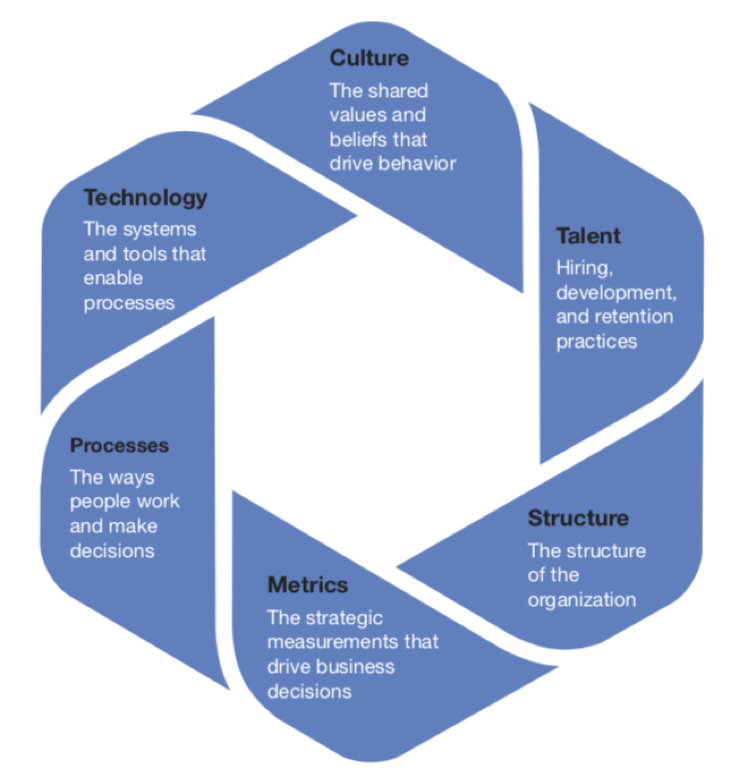 Culture
The shared
values and
beliefs that
drive behavior
Talent
Hiring,
development,
and retention
practices
Structure
The structure
of the
organization
Metrics
The strategic
measurements that
drive business
decisions
Processes
The ways
people work
and make
decisions
Technology
The systems
and tools that
enable
processes